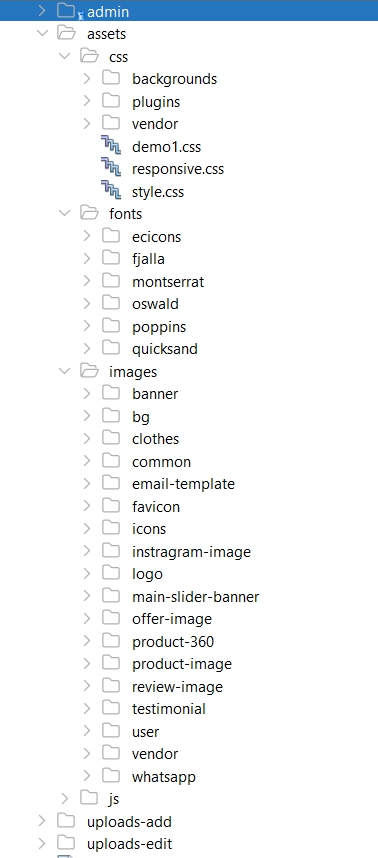 admin
assets
css
backgrounds
plugins
vendor
demo1.css
responsive.css
style.css
fonts
ecicons
fjalla
montserrat
oswald
poppins
quicksand
images
banner
bg
clothes
common
email-template
favicon
icons
instragram-image
logo
main-slider-banner
offer-image
product-360
product-image
review-image
testimonial
user
vendor
whatsapp
js
uploads-add
uploads-edit